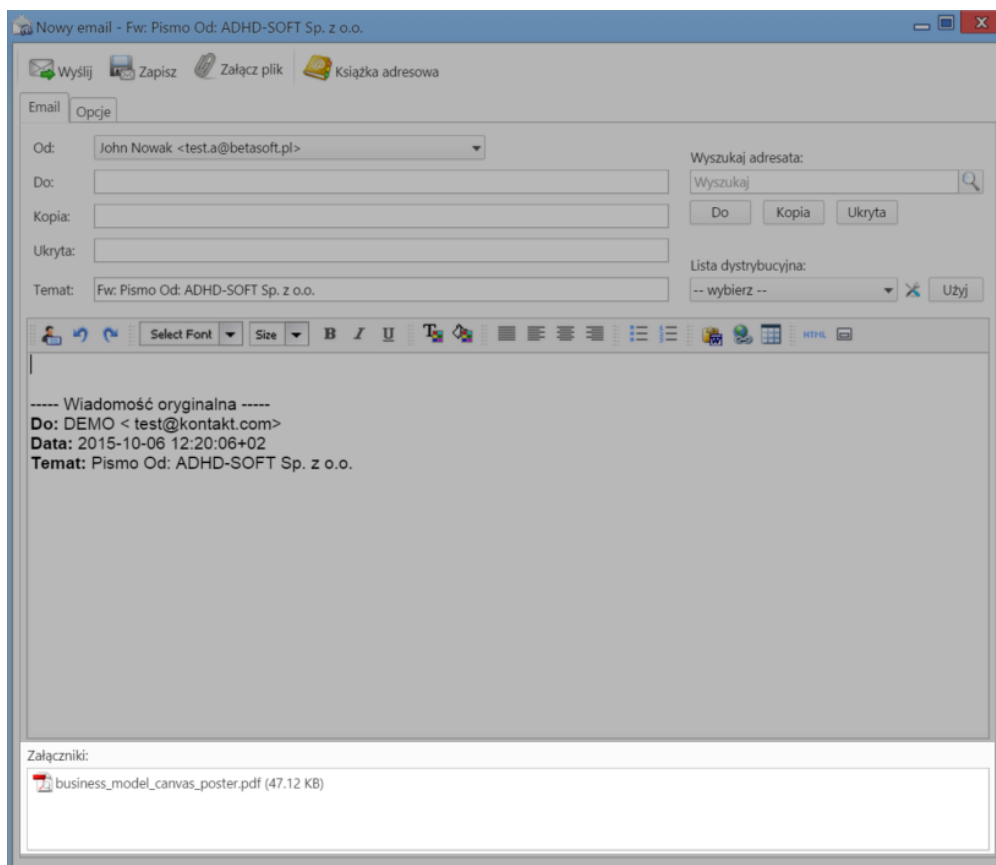 Nowy email - Fw: Pismo Od: ADHD-SOFT Sp. z o.o.
Wyślij Zapisz Załącz plik Książka adresowa
Email Opcje
Od: John Nowak <test.a@betasoft.pl>
Wyszukaj adresata:
Do: Wyszukaj
Kopia: Do Kopia Ukryta
Ukryta:
Lista dystrybucyjna:
Temat: Fw: Pismo Od: ADHD-SOFT Sp. z o.o. -- wybierz -- Użyj
Select Font Size B I U HTML
----- Wiadomość oryginalna -----
Do: DEMO < test@kontakt.com>
Data: 2015-10-06 12:20:06+02
Temat: Pismo Od: ADHD-SOFT Sp. z o.o.
Załączniki:
business_model_canvas_poster.pdf (47.12 KB)